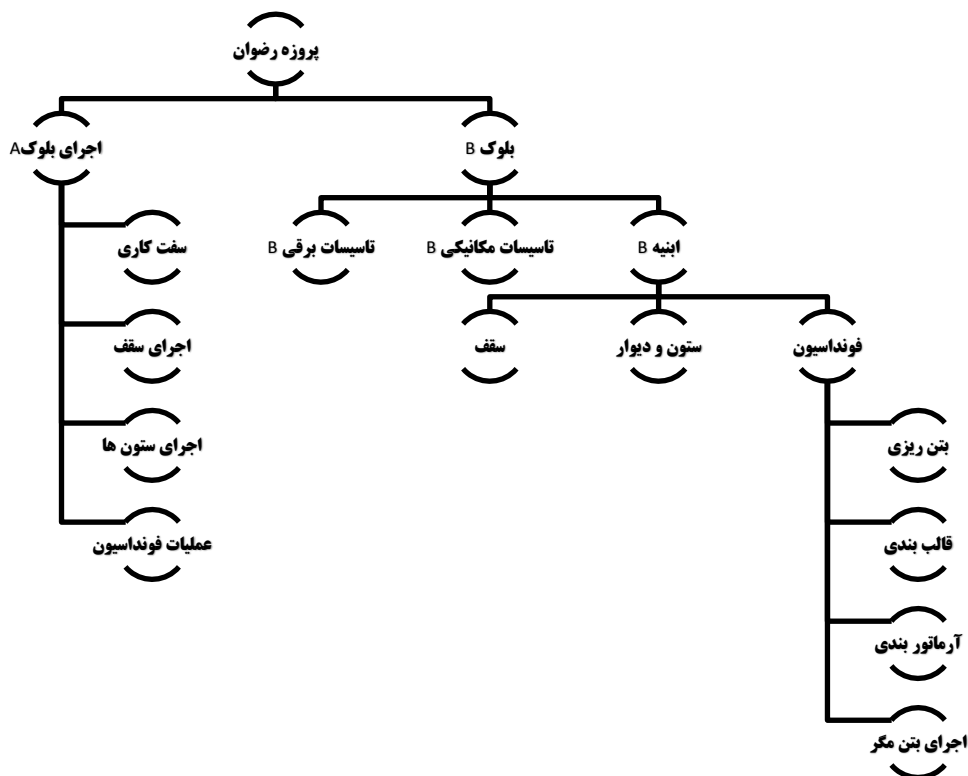 پروژه رضوان
بلوک B
اجرای بلوکA
ابنیه B
تاسیسات مکانیکی B
تاسیسات برقی B
سفت کاری
فونداسیون
ستون و دیوار
سقف
اجرای سقف
بتن ریزی
اجرای ستون ها
قالب بندی
عملیات فونداسیون
آرماتور بندی
اجرای بتن مگر